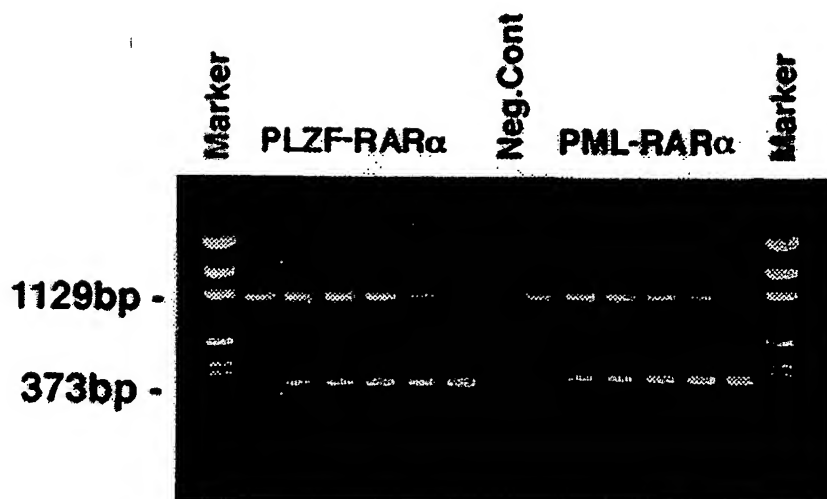 Marker
PLZF-RARα
Neg.Cont
PML-RARα
Marker
1129bp -
373bp -